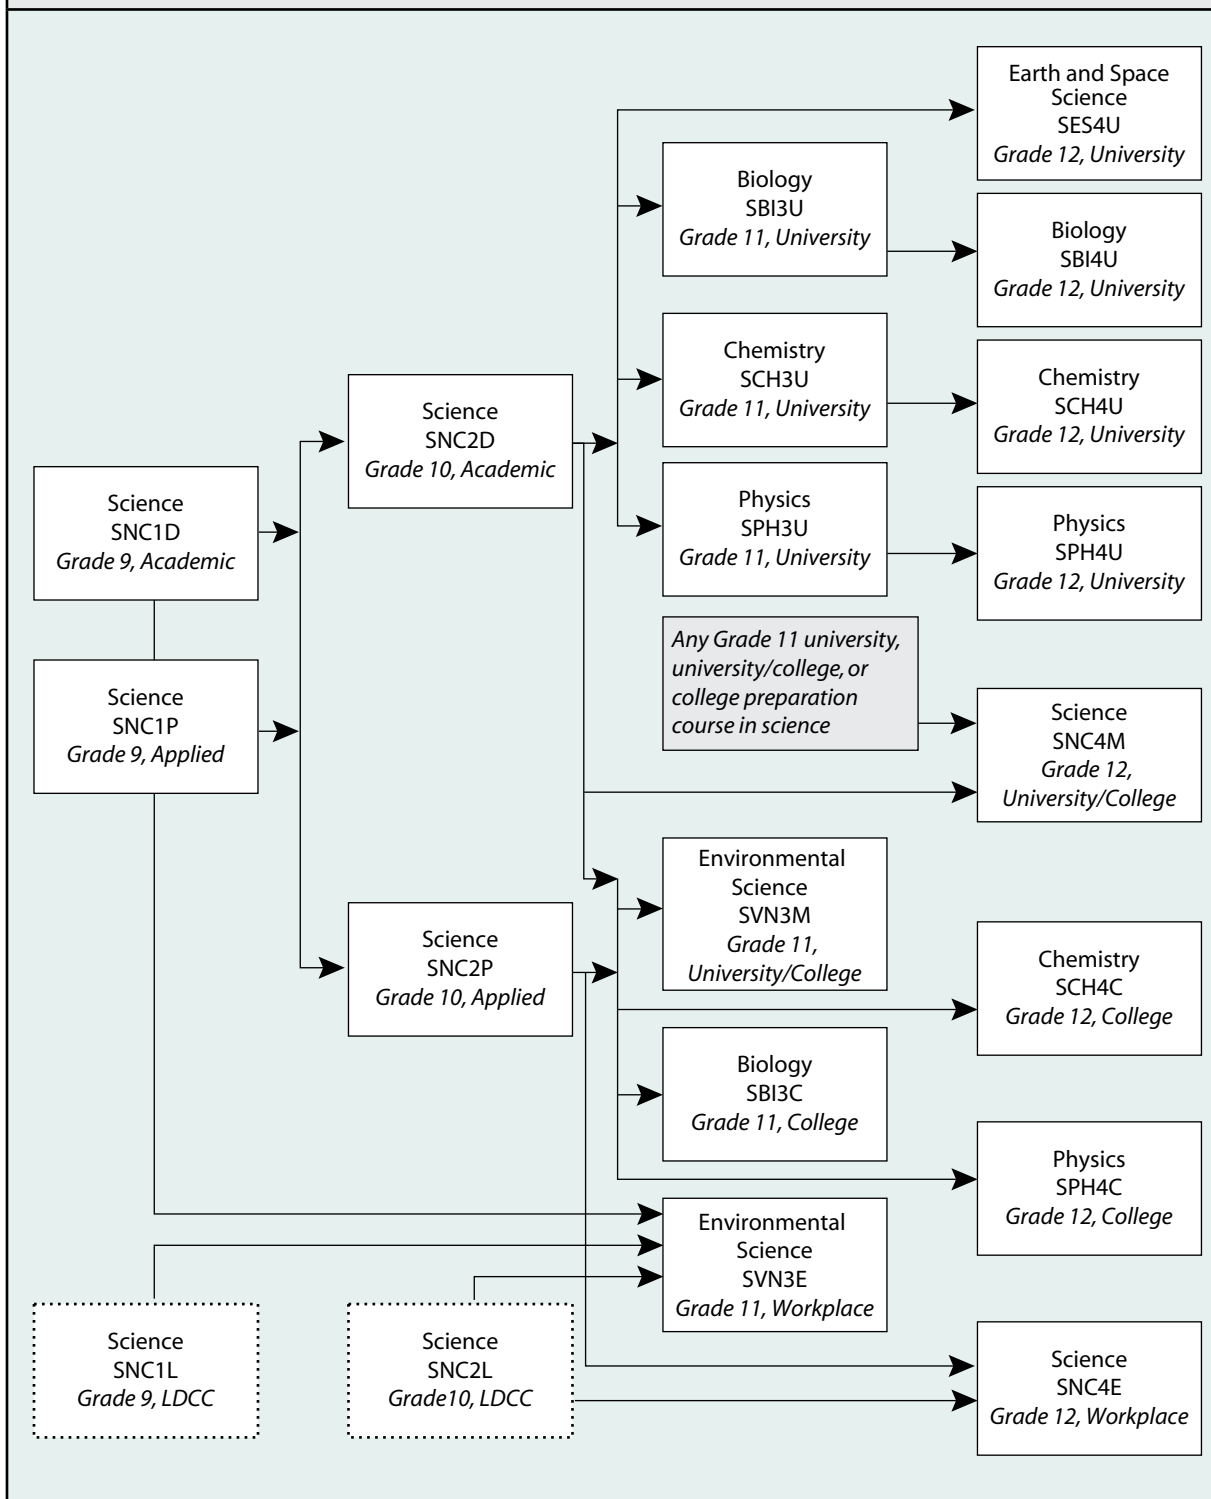 Earth and Space
Science
SES4U
Grade 12, University
Biology
SBI3U
Grade 11, University
Biology
SBI4U
Grade 12, University
Chemistry
SCH3U
Grade 11, University
Chemistry
SCH4U
Grade 12, University
Science
SNC2D
Grade 10, Academic
Science
SNC1D
Grade 9, Academic
Physics
SPH3U
Grade 11, University
Physics
SPH4U
Grade 12, University
Any Grade 11 university,
university/college, or
college preparation
course in science
Science
SNC1P
Grade 9, Applied
Science
SNC4M
Grade 12,
University/College
Environmental
Science
SVN3M
Grade 11,
University/College
Science
SNC2P
Grade 10, Applied
Chemistry
SCH4C
Grade 12, College
Biology
SBI3C
Grade 11, College
Physics
SPH4C
Grade 12, College
Environmental
Science
SVN3E
Grade 11, Workplace
Science
SNC1L
Grade 9, LDCC
Science
SNC2L
Grade10, LDCC
Science
SNC4E
Grade 12, Workplace